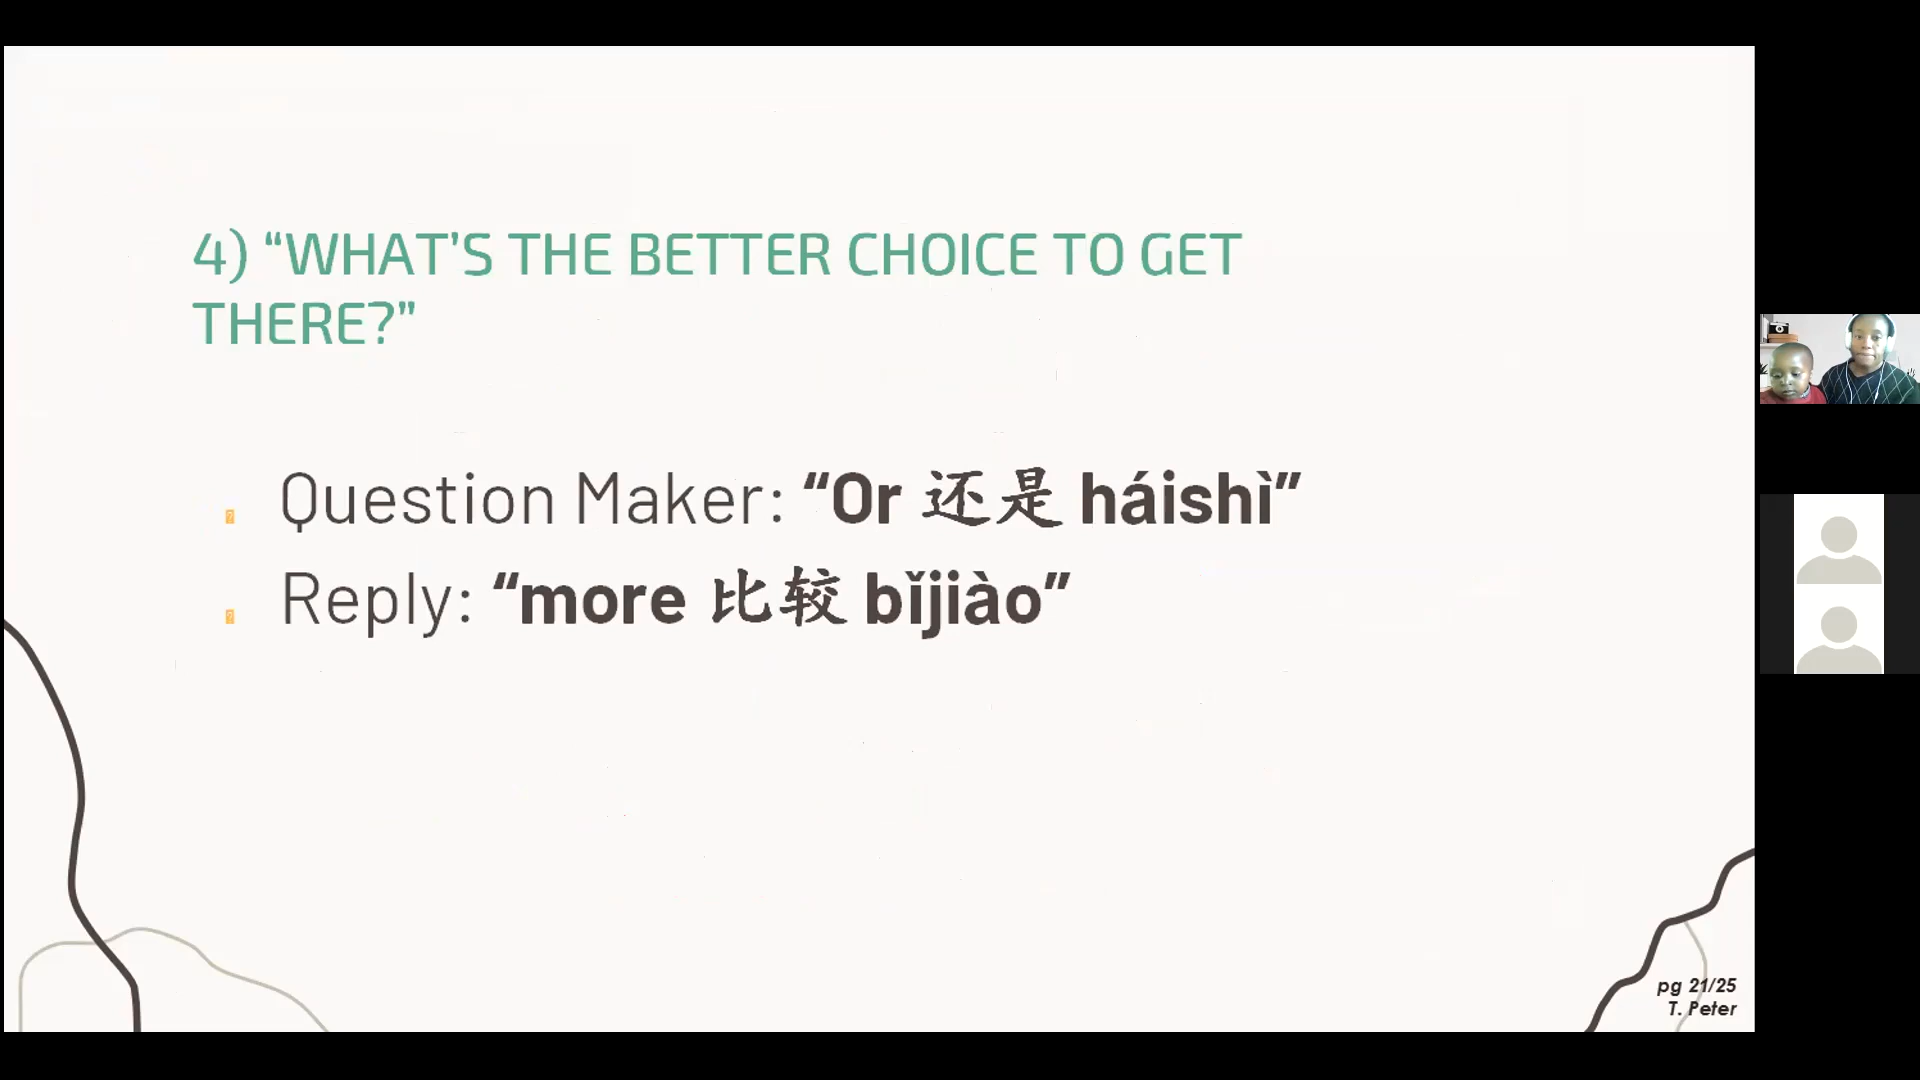 4) “WHAT’S THE BETTER CHOICE TO GET
THERE?”
Question Maker: “Or 还是 háishì”
Reply: “more 比较 bǐjiào”
pg 21/25
T. Peter